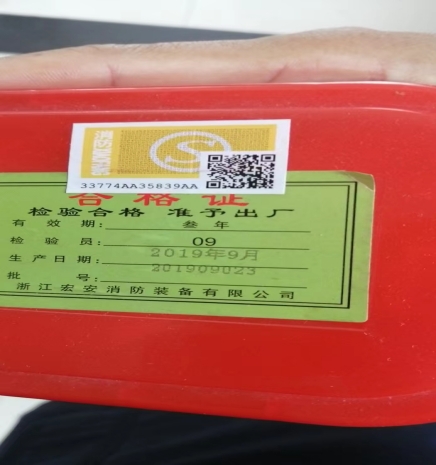 33774AA35839AA
合格证
检验合格 准予出厂
有效期: 叁年
检验员: 09
生产日期: 2019年9月
批号: 201909023
浙江宏安消防装备有限公司